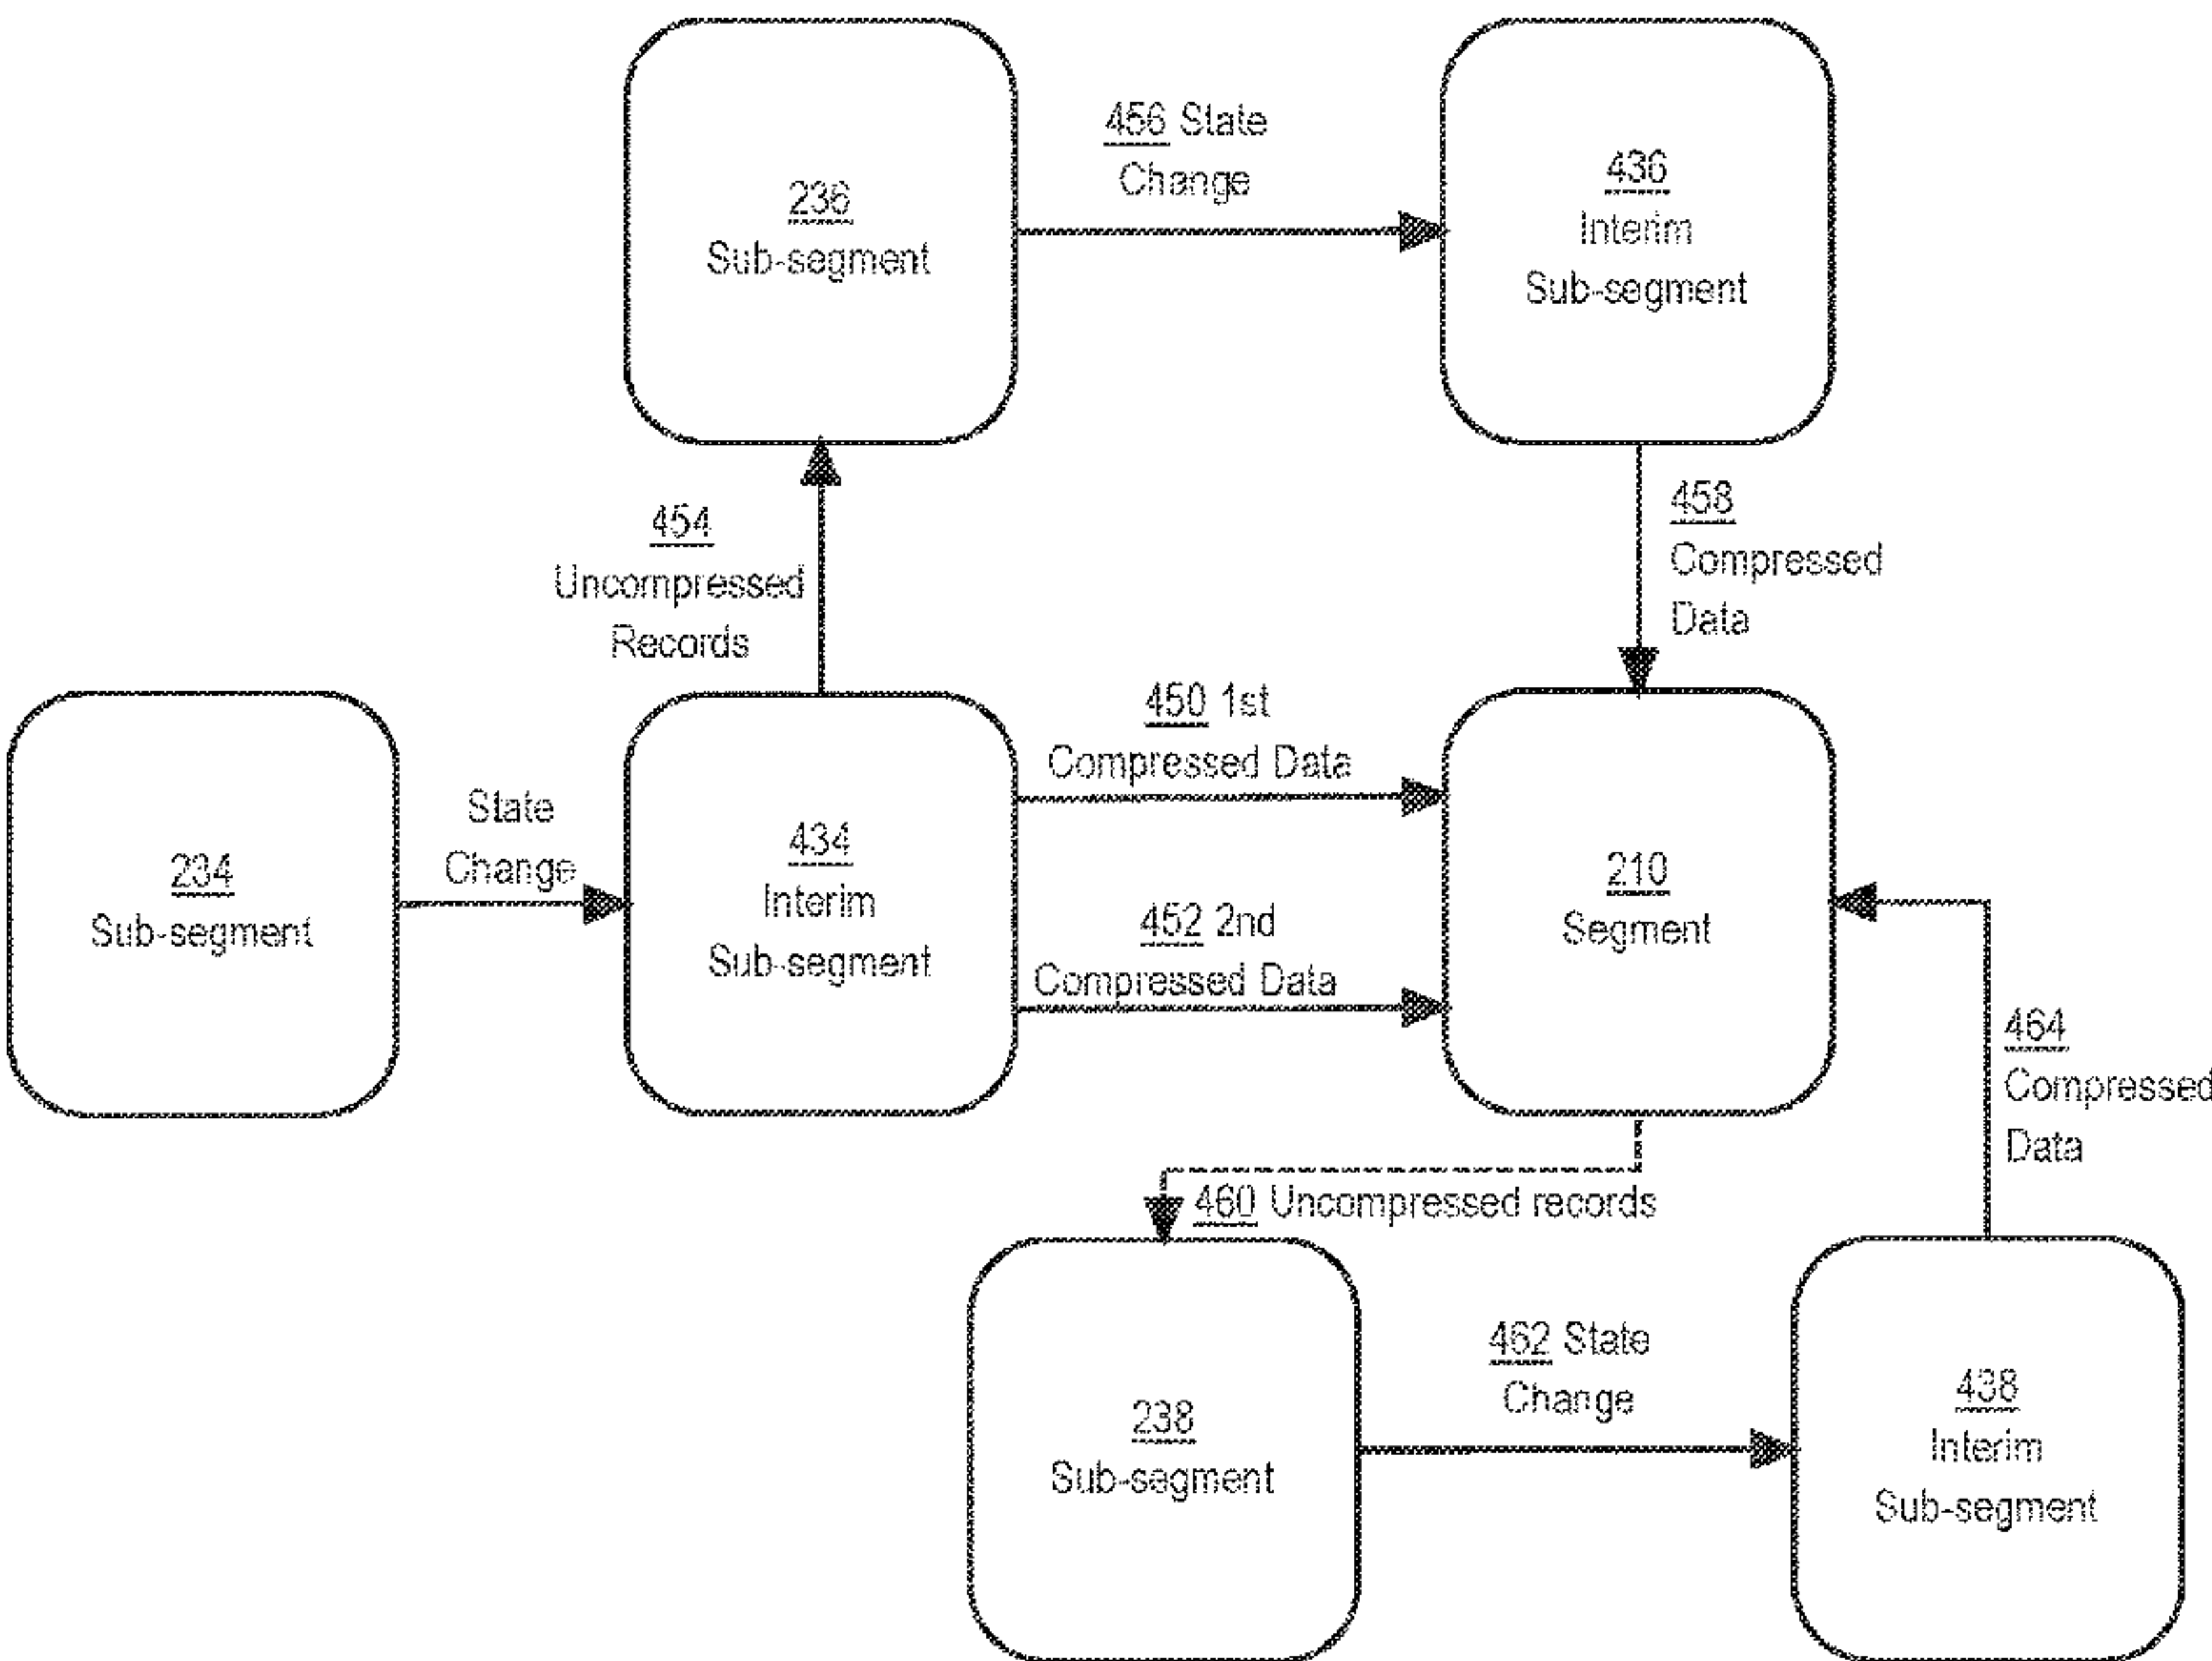 236
Sub-segment
456 State
Change
436
Interim
Sub-segment
454
Uncompressed
Records
458
Compressed
Data
234
Sub-segment
State
Change
434
Interim
Sub-segment
450 1st
Compressed Data
452 2nd
Compressed Data
210
Segment
464
Compressed
Data
460 Uncompressed records
238
Sub-segment
462 State
Change
438
Interim
Sub-segment